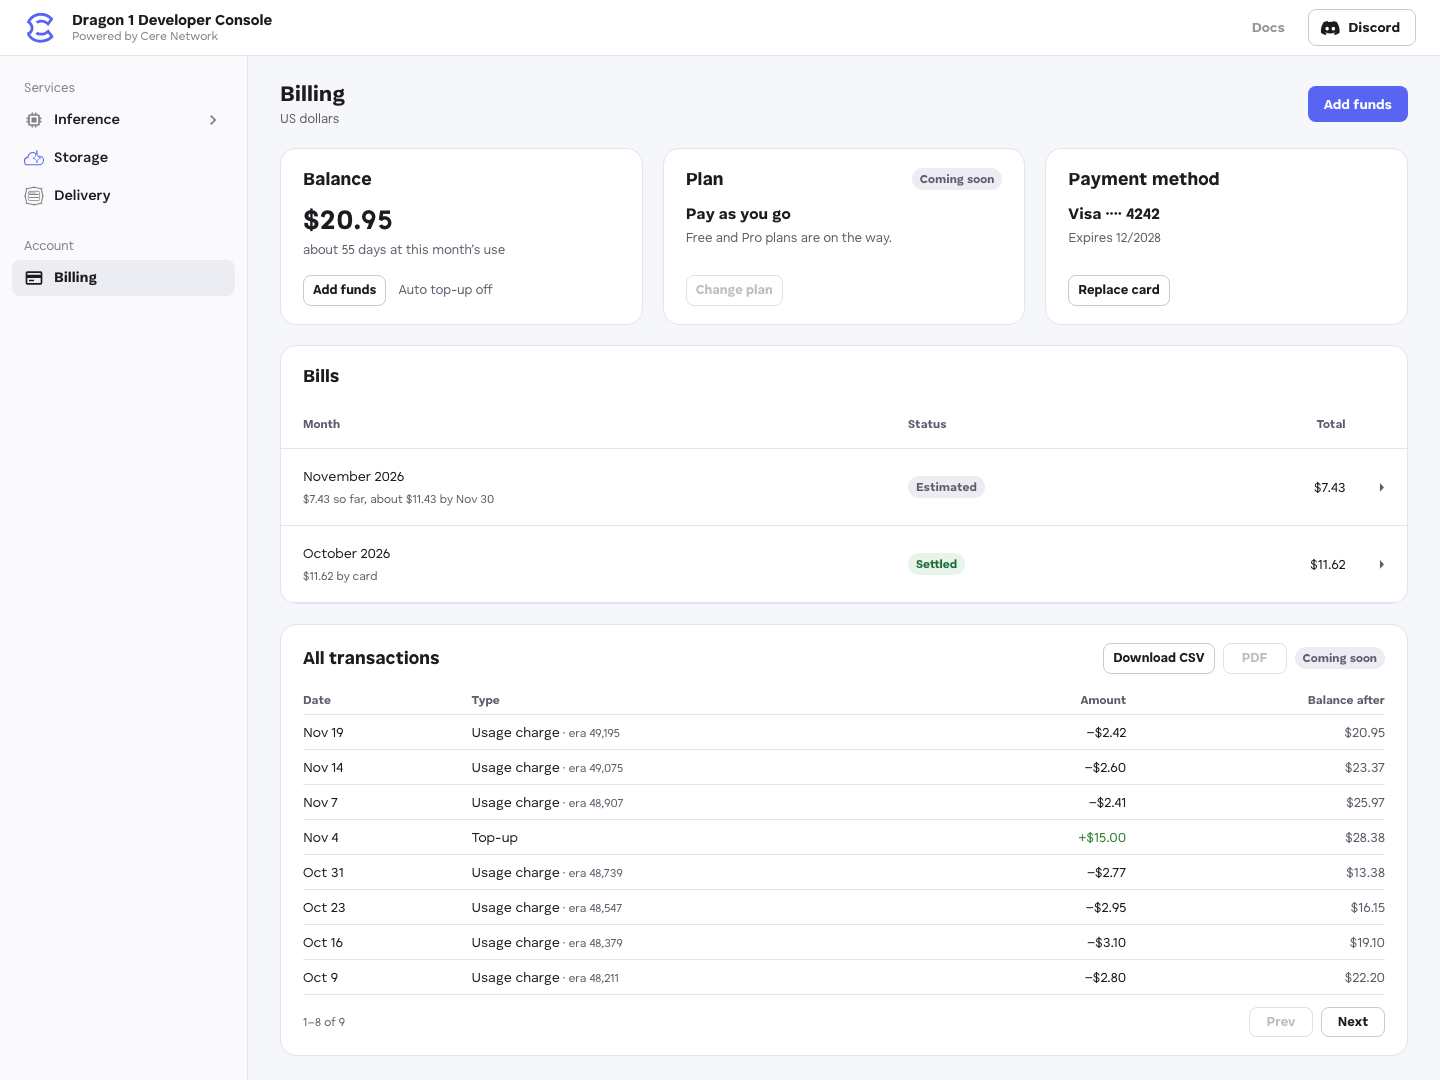 Dragon 1 Developer Console
Powered by Cere Network
Docs
Discord
Services
Inference
Storage
Delivery
Account
Billing
Billing
US dollars
Add funds
Balance
$20.95
about 55 days at this month's use
Add funds
Auto top-up off
Plan
Coming soon
Pay as you go
Free and Pro plans are on the way.
Change plan
Payment method
Visa ···· 4242
Expires 12/2028
Replace card
Bills
Month Status Total
November 2026
$7.43 so far, about $11.43 by Nov 30
Estimated
$7.43
October 2026
$11.62 by card
Settled
$11.62
All transactions
Download CSV
PDF
Coming soon
Date Type Amount Balance after
Nov 19 Usage charge · era 49,195 −$2.42 $20.95
Nov 14 Usage charge · era 49,075 −$2.60 $23.37
Nov 7 Usage charge · era 48,907 −$2.41 $25.97
Nov 4 Top-up +$15.00 $28.38
Oct 31 Usage charge · era 48,739 −$2.77 $13.38
Oct 23 Usage charge · era 48,547 −$2.95 $16.15
Oct 16 Usage charge · era 48,379 −$3.10 $19.10
Oct 9 Usage charge · era 48,211 −$2.80 $22.20
1–8 of 9
Prev
Next